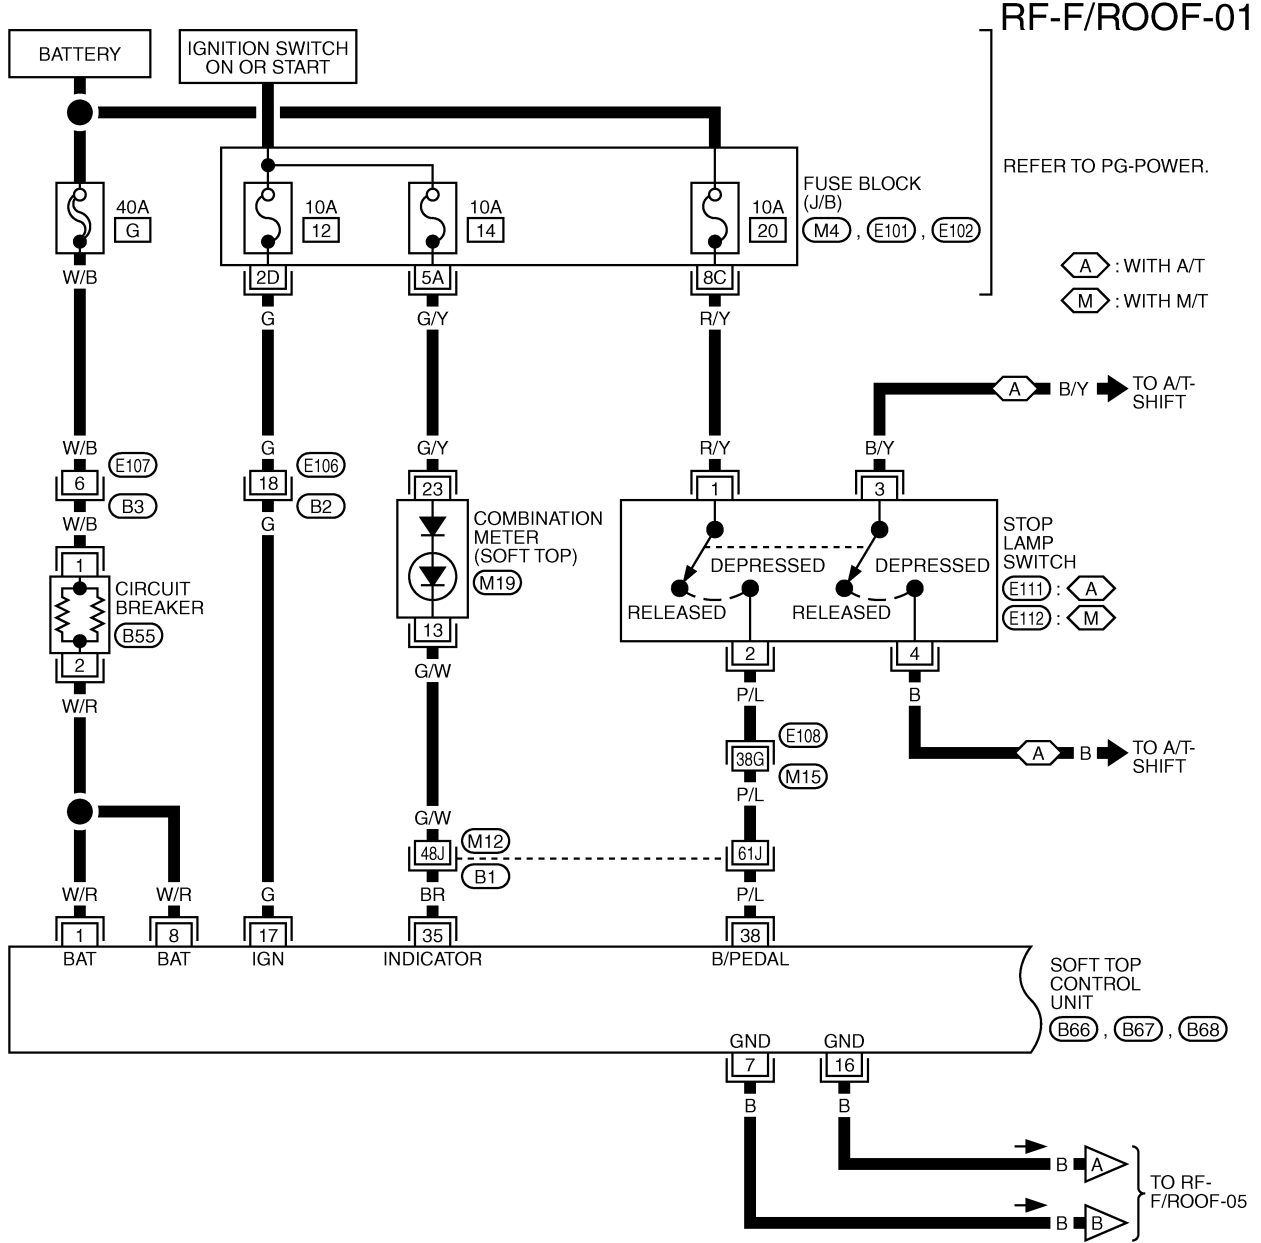 RF-F/ROOF-01
BATTERY
IGNITION SWITCH
ON OR START
REFER TO PG-POWER.
40A
G
10A
12
10A
14
10A
20
FUSE BLOCK
(J/B)
M4 , E101 , E102
A : WITH A/T
M : WITH M/T
W/B
2D
5A
8C
G
G/Y
R/Y
A
B/Y
TO A/T-
SHIFT
W/B
G
G/Y
R/Y
B/Y
6
E107
B3
18
E106
B2
23
1
3
W/B
G
1
CIRCUIT
BREAKER
B55
2
COMBINATION
METER
(SOFT TOP)
M19
13
DEPRESSED
RELEASED
DEPRESSED
RELEASED
STOP
LAMP
SWITCH
E111 : A
E112 : M
2
4
W/R
G/W
P/L
B
38G
E108
M15
A
B
TO A/T-
SHIFT
P/L
G/W
48J
M12
B1
61J
W/R
W/R
G
BR
P/L
1
8
17
35
38
BAT
BAT
IGN
INDICATOR
B/PEDAL
SOFT TOP
CONTROL
UNIT
B66 , B67 , B68
GND
GND
7
16
B
B
B
A
B
B
TO RF-
F/ROOF-05